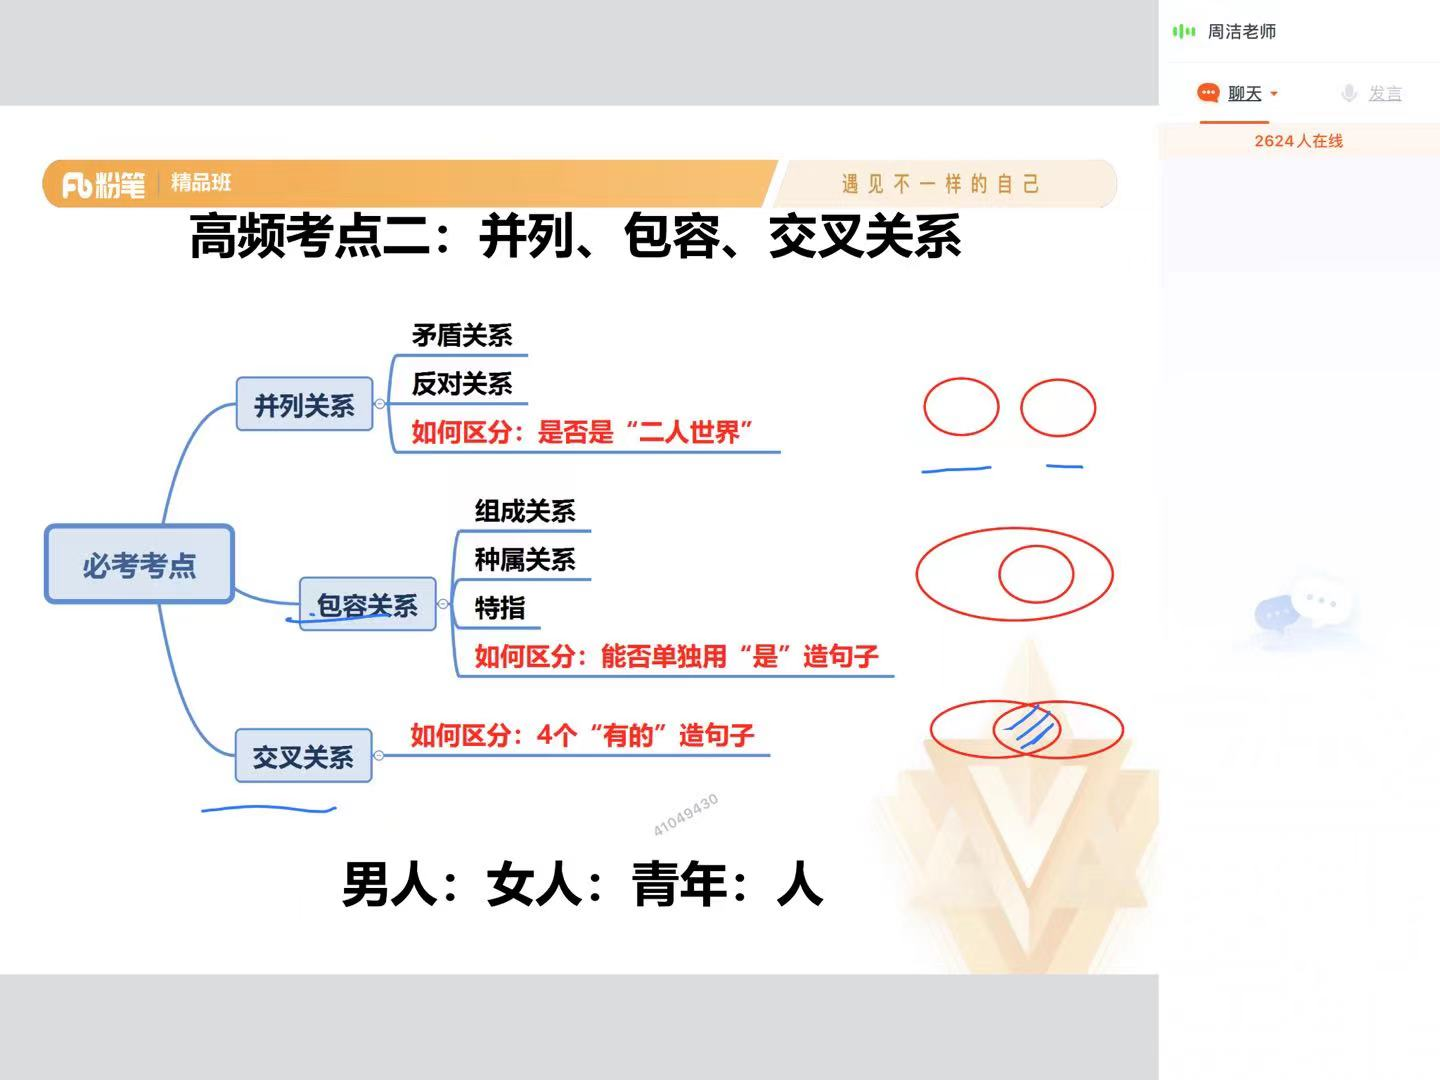 周洁老师
聊天
发言
2624人在线
粉笔 精品班
遇见不一样的自己
高频考点二：并列、包容、交叉关系
矛盾关系
反对关系
如何区分：是否是“二人世界”
并列关系
组成关系
种属关系
特指
如何区分：能否单独用“是”造句子
必考考点
包容关系
如何区分：4个“有的”造句子
交叉关系
41049430
男人：女人：青年：人